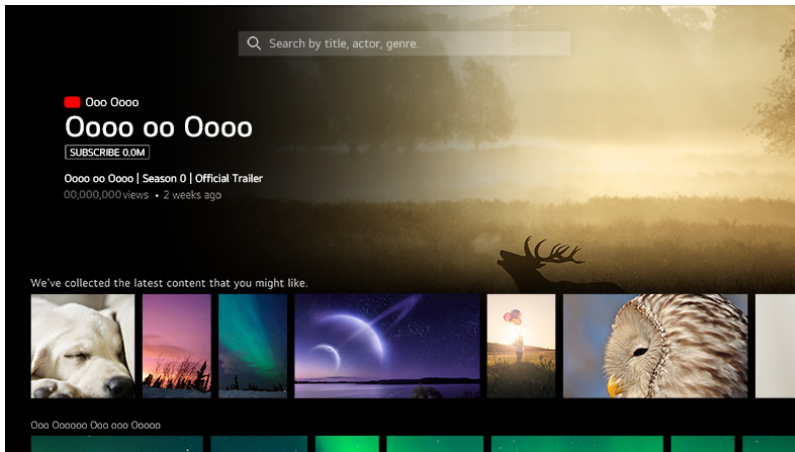 Search by title, actor, genre.
Ooo Oooo
Oooo oo Oooo
SUBSCRIBE 0.0M
Oooo oo Oooo | Season 0 | Official Trailer
00,000,000views • 2 weeks ago
We've collected the latest content that you might like.
Ooo Oooooo Ooo ooo Ooooo